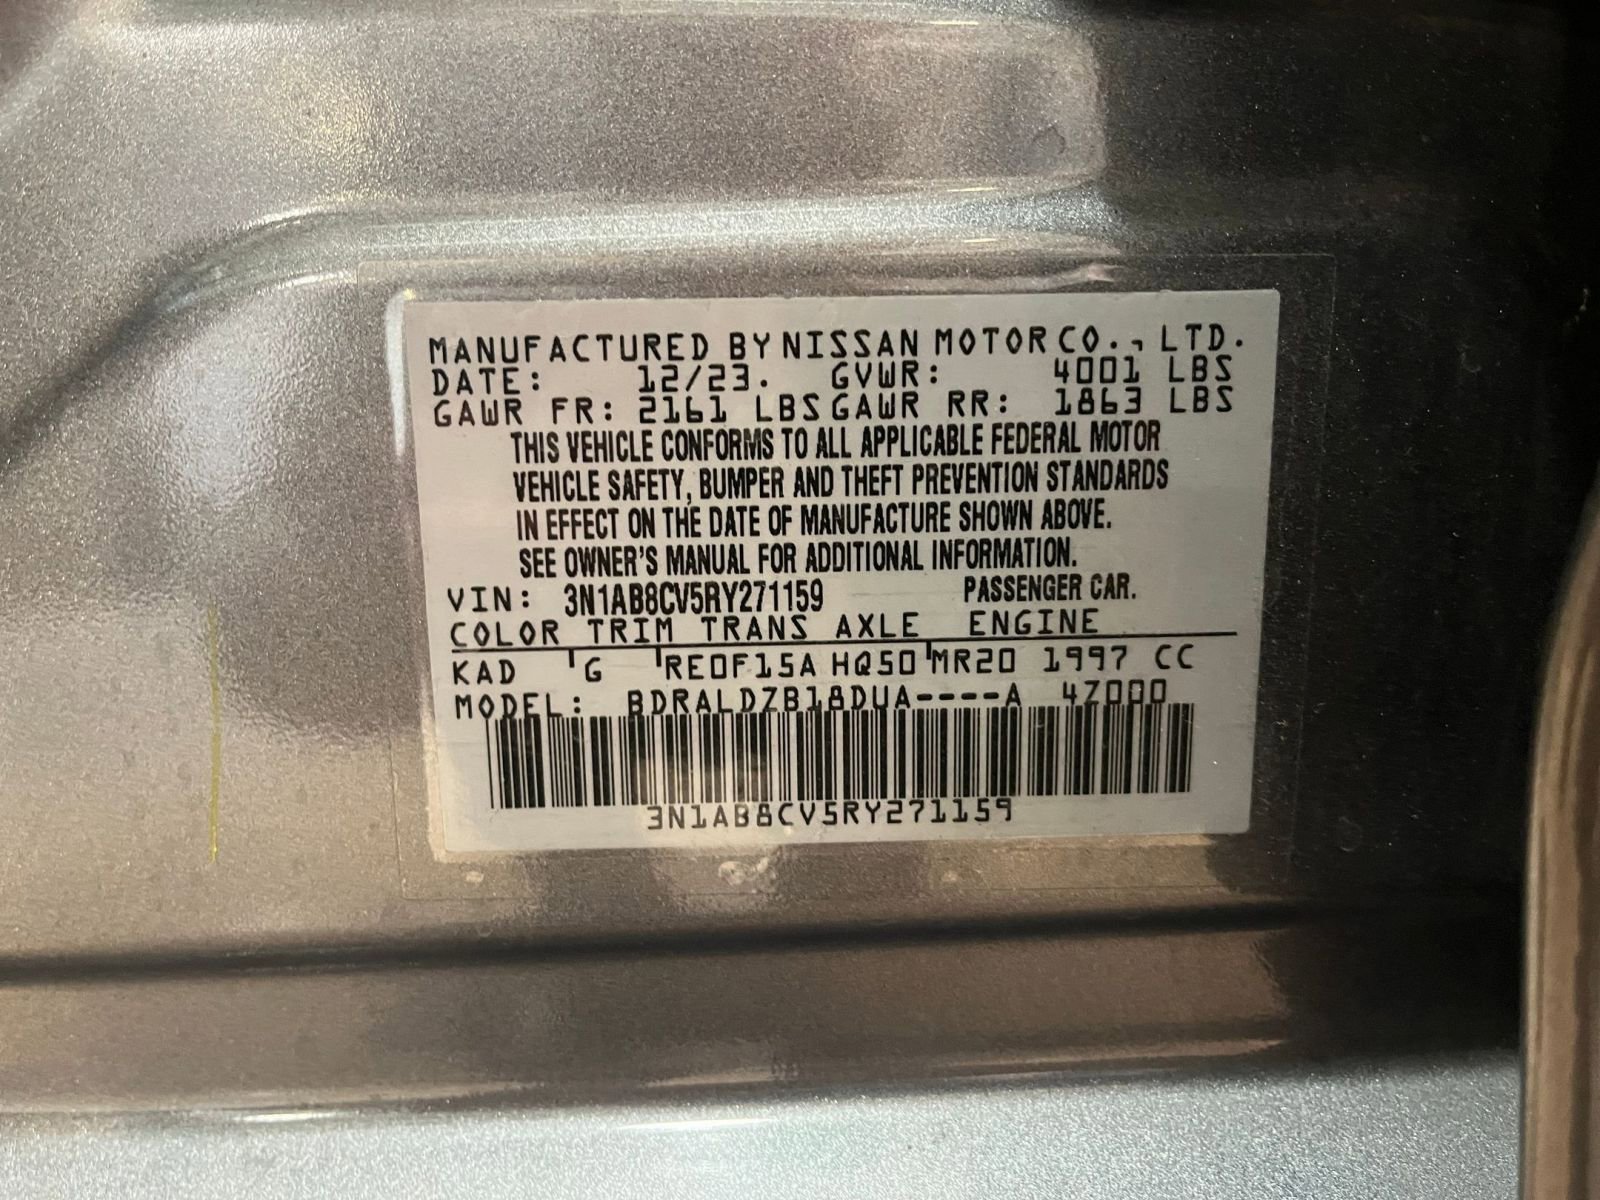 MANUFACTURED BY NISSAN MOTOR CO., LTD.
DATE: 12/23. GVWR: 4001 LBS
GAWR FR: 2161 LBS GAWR RR: 1863 LBS
THIS VEHICLE CONFORMS TO ALL APPLICABLE FEDERAL MOTOR
VEHICLE SAFETY, BUMPER AND THEFT PREVENTION STANDARDS
IN EFFECT ON THE DATE OF MANUFACTURE SHOWN ABOVE.
SEE OWNER'S MANUAL FOR ADDITIONAL INFORMATION.
VIN: 3N1AB8CV5RY271159 PASSENGER CAR.
COLOR TRIM TRANS AXLE ENGINE
KAD G RE0F15A HQ50 MR20 1997 CC
MODEL: BDRALDZB18DUA----A 4Z000
3N1AB8CV5RY271159